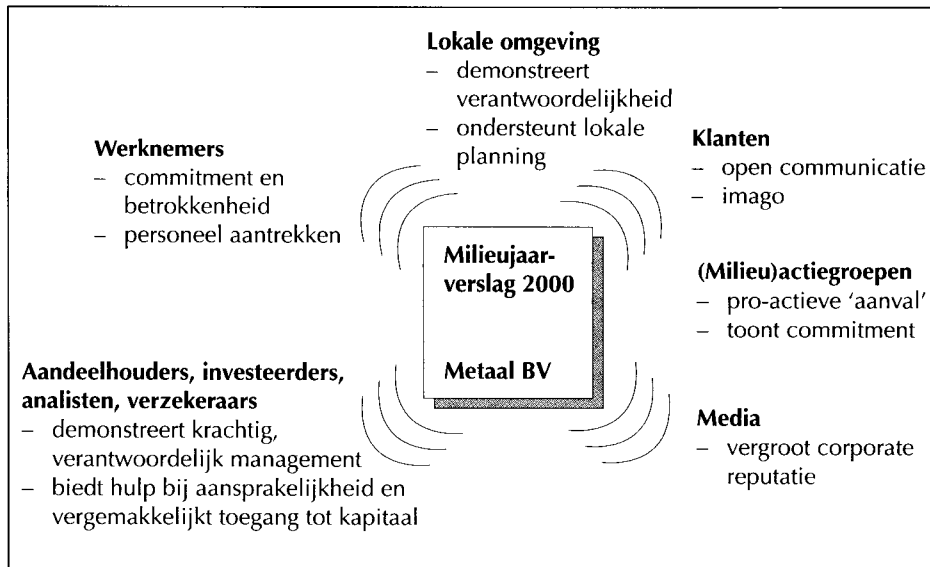 Lokale omgeving
– demonstreert
verantwoordelijkheid
– ondersteunt lokale
planning
Werknemers
– commitment en
betrokkenheid
– personeel aantrekken
Klanten
– open communicatie
– imago
Milieujaar-
verslag 2000
Metaal BV
(Milieu)actiegroepen
– pro-actieve ‘aanval’
– toont commitment
Aandeelhouders, investeerders,
analisten, verzekeraars
– demonstreert krachtig,
verantwoordelijk management
– biedt hulp bij aansprakelijkheid en
vergemakkelijkt toegang tot kapitaal
Media
– vergroot corporate
reputatie